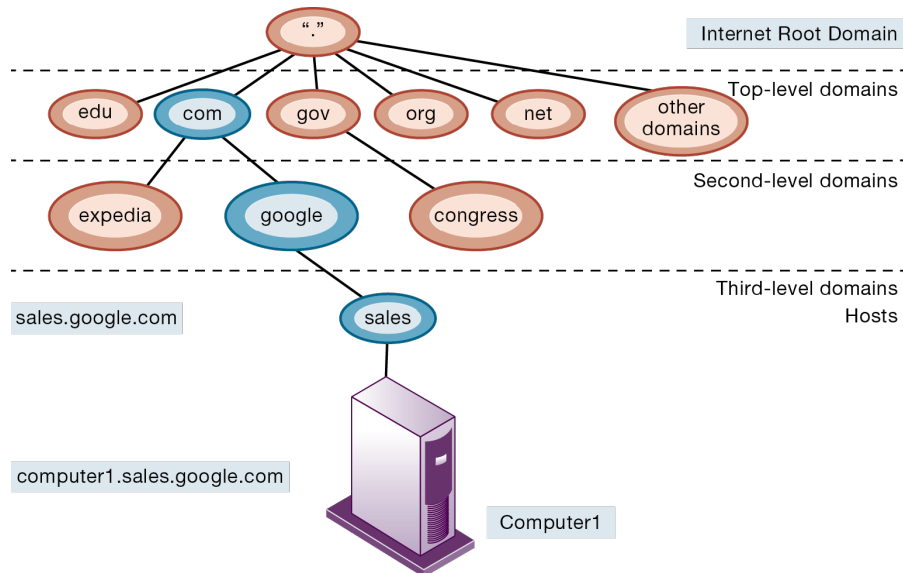 “.”
Internet Root Domain
Top-level domains
edu
com
gov
org
net
other
domains
Second-level domains
expedia
google
congress
Third-level domains
Hosts
sales.google.com
sales
computer1.sales.google.com
Computer1